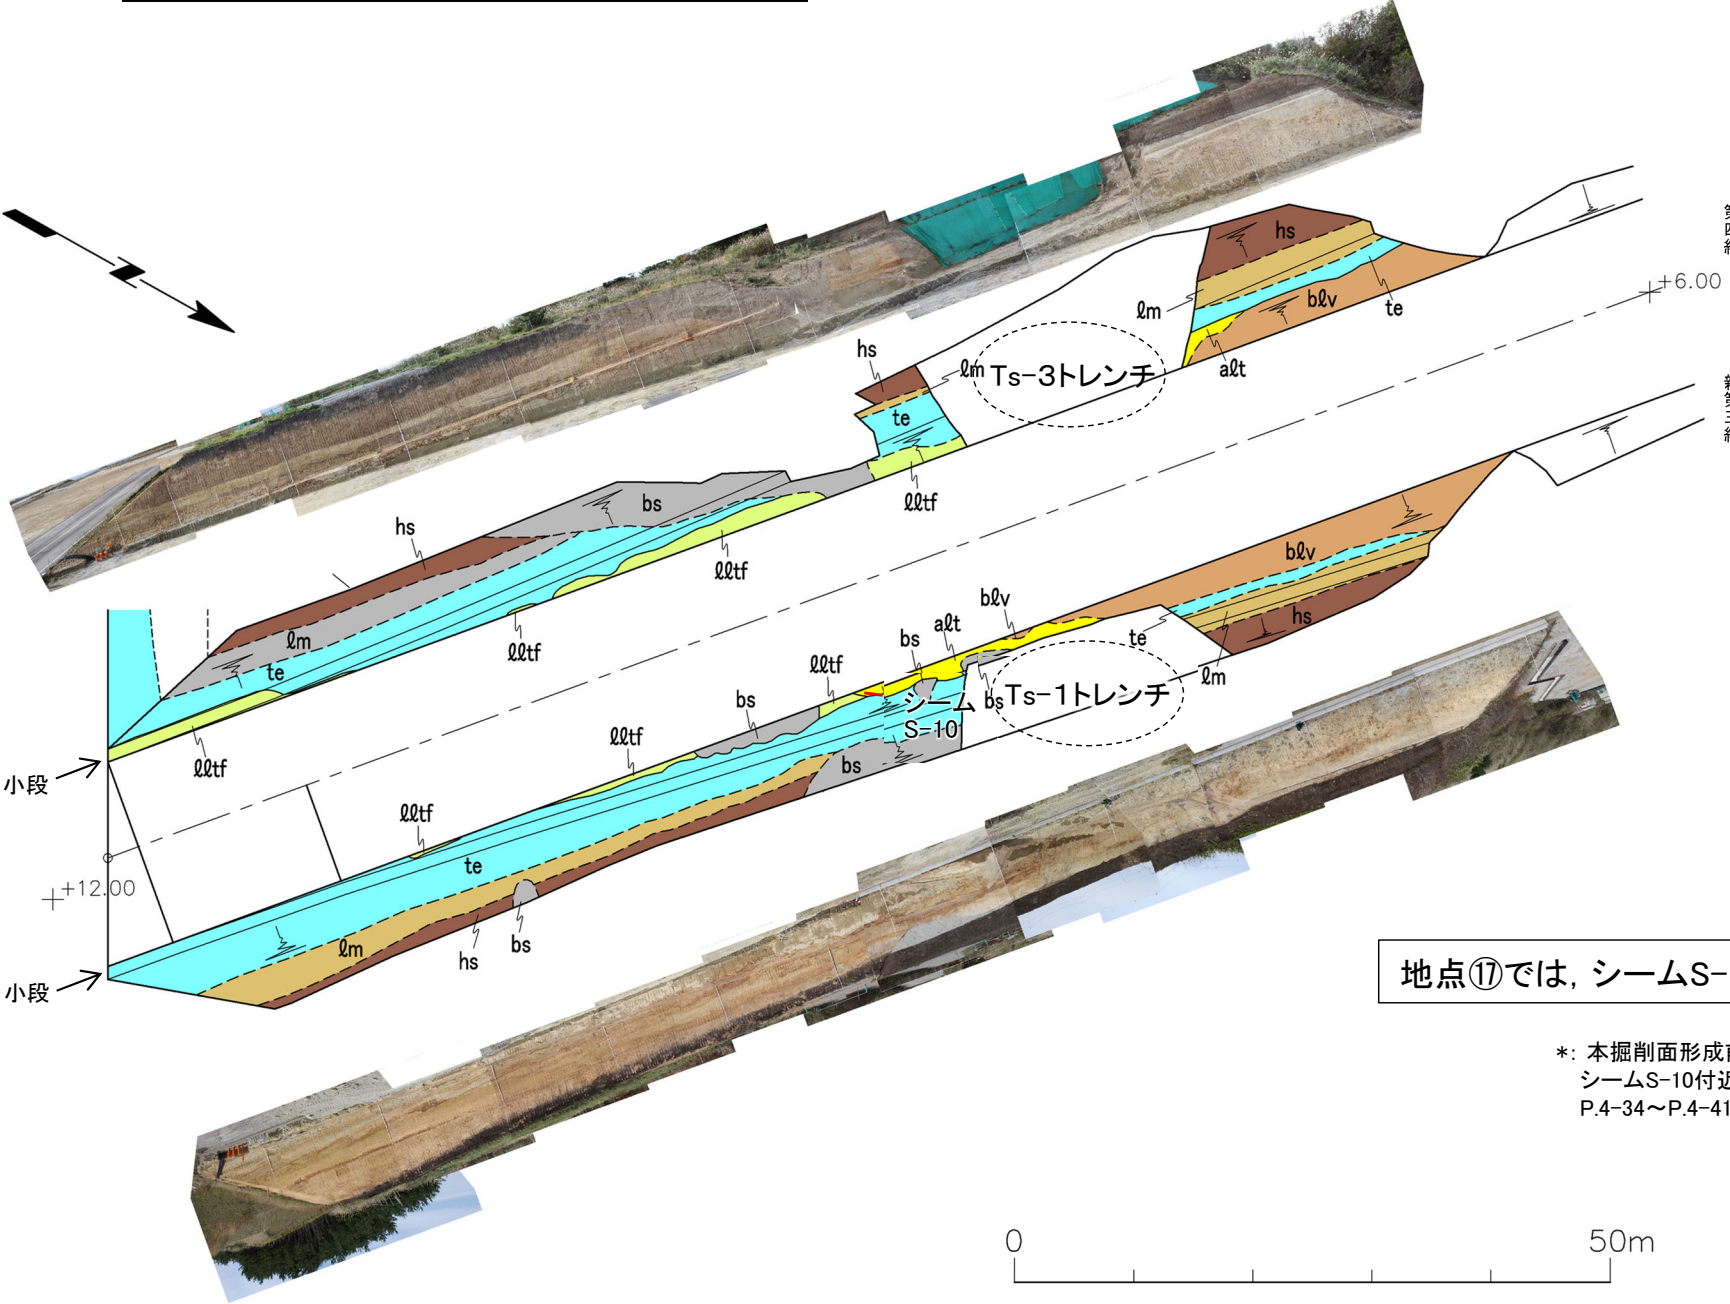 hs
ℓm
bℓv
te
aℓt
+6.00
hs
ℓm
Ts-3トレンチ
te
ℓℓtf
bs
hs
ℓℓtf
ℓm
te
ℓℓtf
ℓℓtf
小段
bℓv
aℓt
bs
ℓℓtf
bs
シーム
S-10
bs
Ts-1トレンチ
bℓv
te
hs
ℓm
bs
ℓℓtf
bs
ℓℓtf
te
+12.00
ℓm
hs
bs
小段
地点⑰では，シームS-
*: 本掘削面形成前
シームS-10付近
P.4-34～P.4-41
0
50m